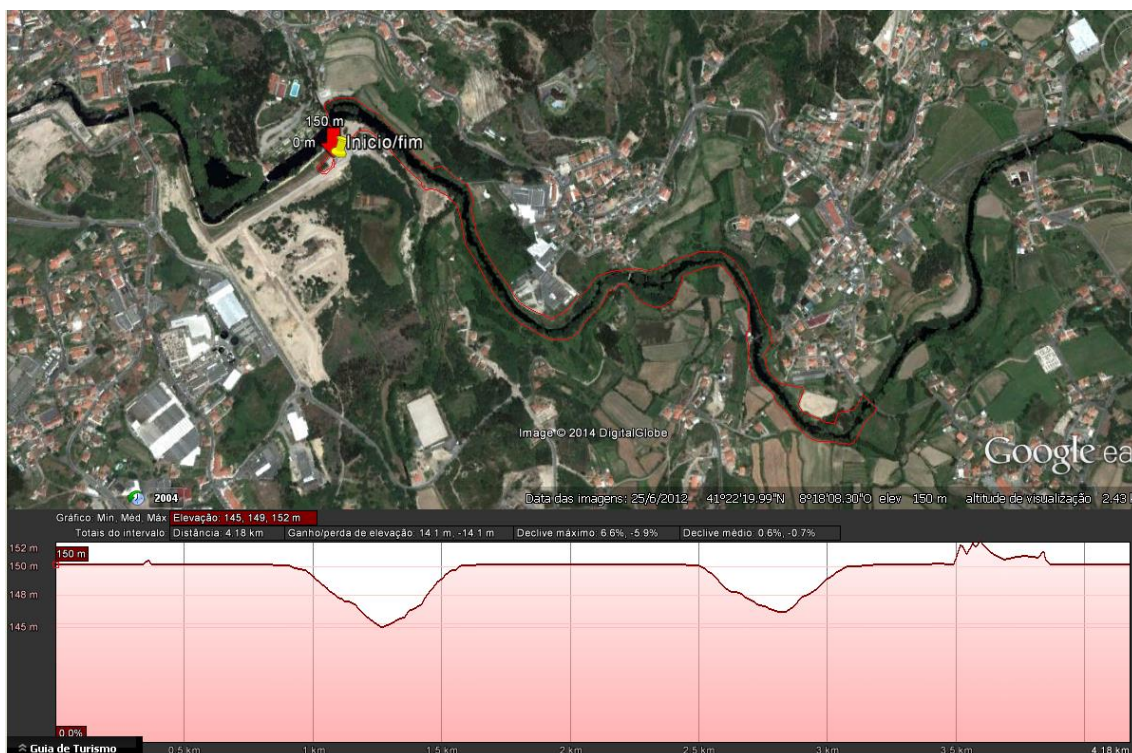 150 m
0 m
Inicio/fim
Image © 2014 DigitalGlobe
Google ea
2004
Data das imagens: 25/6/2012 41°22'19.99"N 8°18'08.30"O elev 150 m altitude de visualização 2.43
Gráfico: Min, Méd, Máx Elevação: 145, 149, 152 m
Totais do intervalo: Distância: 4.18 km Ganho/perda de elevação: 14.1 m, -14.1 m Declive máximo: 6.6%, -5.9% Declive médio: 0.6%, -0.7%
152 m
150 m
150 m
148 m
145 m
0.0%
Guia de Turismo
0.5 km 1 km 1.5 km 2 km 2.5 km 3 km 3.5 km 4.18 km